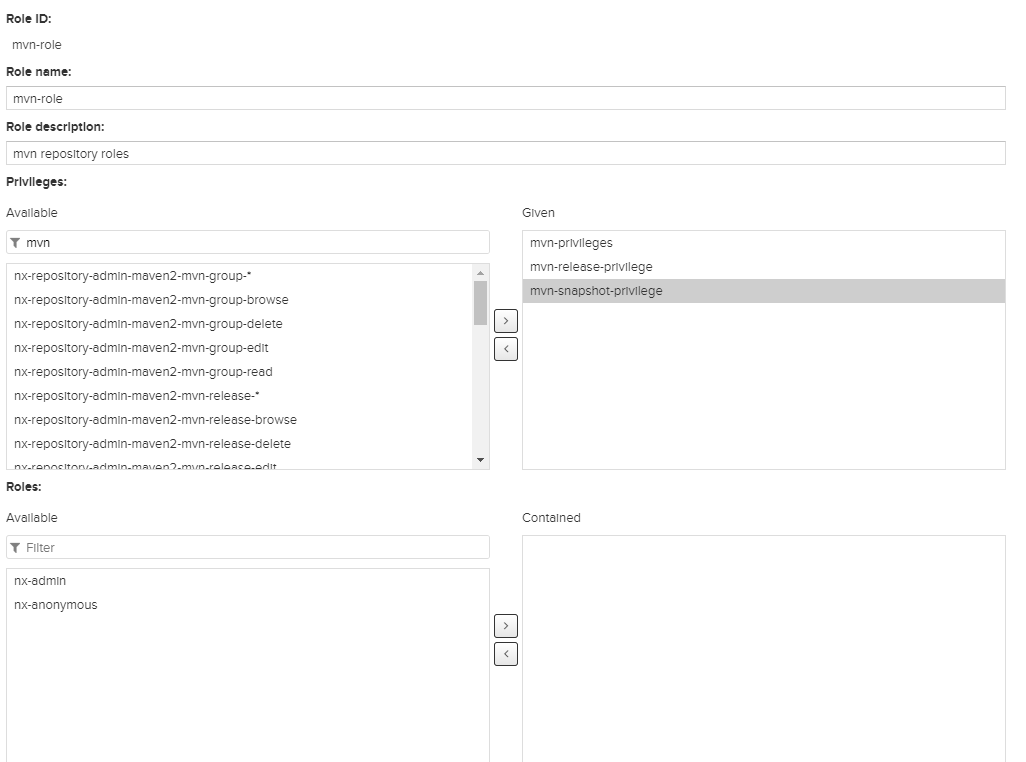 Role ID:
mvn-role
Role name:
mvn-role
Role description:
mvn repository roles
Privileges:
Available
mvn
nx-repository-admin-maven2-mvn-group-*
nx-repository-admin-maven2-mvn-group-browse
nx-repository-admin-maven2-mvn-group-delete
nx-repository-admin-maven2-mvn-group-edit
nx-repository-admin-maven2-mvn-group-read
nx-repository-admin-maven2-mvn-release-*
nx-repository-admin-maven2-mvn-release-browse
nx-repository-admin-maven2-mvn-release-delete
nx-repository-admin-maven2-mvn-release-edit
Given
mvn-privileges
mvn-release-privilege
mvn-snapshot-privilege
Roles:
Available
Filter
nx-admin
nx-anonymous
Contained